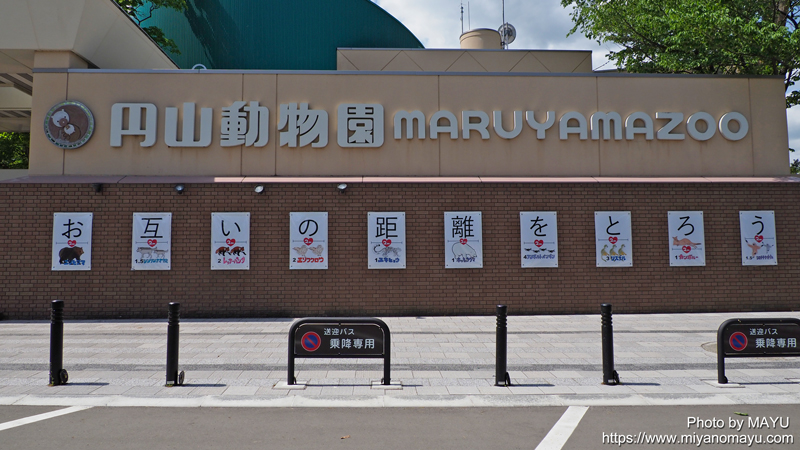 円山動物園 MARUYAMAZOO
お互いの距離をとろう
送迎バス
乗降専用
送迎バス
乗降専用
Photo by MAYU
https://www.miyanomayu.com/